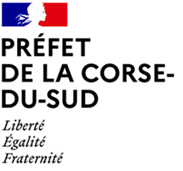 PRÉFET
DE LA CORSE-
DU-SUD
Liberté
Égalité
Fraternité